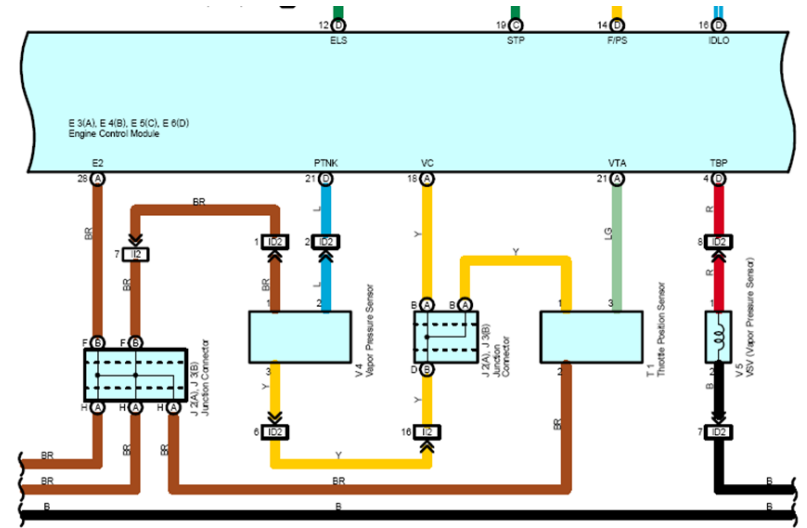 12 D
19 C
14 D
16 D
ELS
STP
F/PS
IDLO
E 3(A), E 4(B), E 5(C), E 6(D)
Engine Control Module
E2
PTNK
VC
VTA
TBP
28 A
21 D
18 A
21 A
4 D
BR
BR
L
Y
LG
R
7 II2
1 ID2
2 ID2
8 ID2
Y
BR
BR
L
R
1
2
B A
B A
1
3
1
F B
F B
J 2(A), J 3(B)
Junction Connector
V 4
Vapor Pressure Sensor
J 2(A), J 3(B)
Junction
Connector
T 1
Throttle Position Sensor
V 5
VSV (Vapor Pressure Sensor)
3
D B
2
2
H A
H A
H A
Y
Y
B
BR
BR
BR
6 ID2
16 II2
7 ID2
BR
Y
BR
BR
B
B
B
B